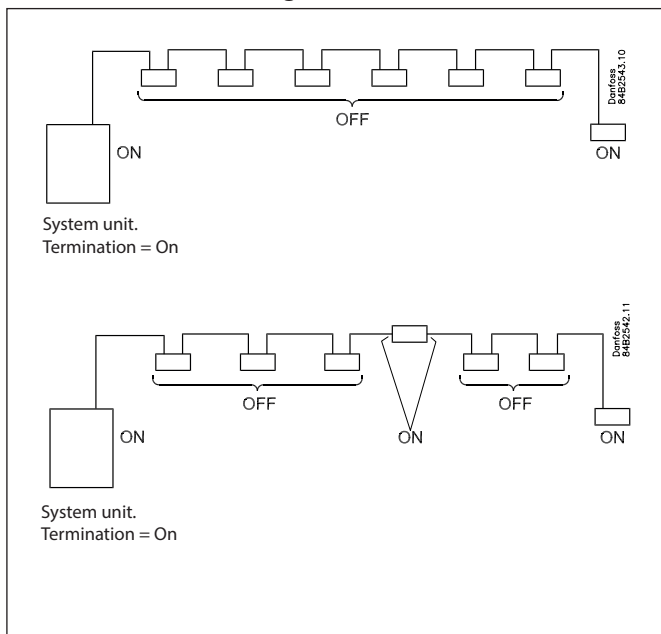 Danfoss
84B2543.10
OFF
ON
ON
System unit.
Termination = On
Danfoss
84B2542.11
OFF
OFF
ON
ON
ON
System unit.
Termination = On